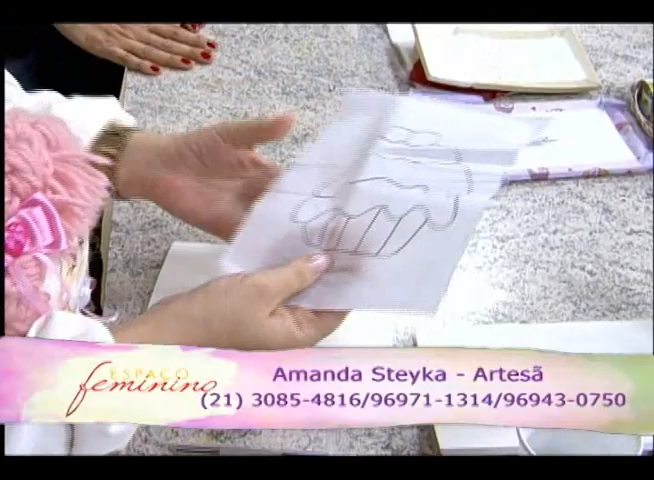 ESPAÇO
feminino
Amanda Steyka - Artesã
(21) 3085-4816/96971-1314/96943-0750